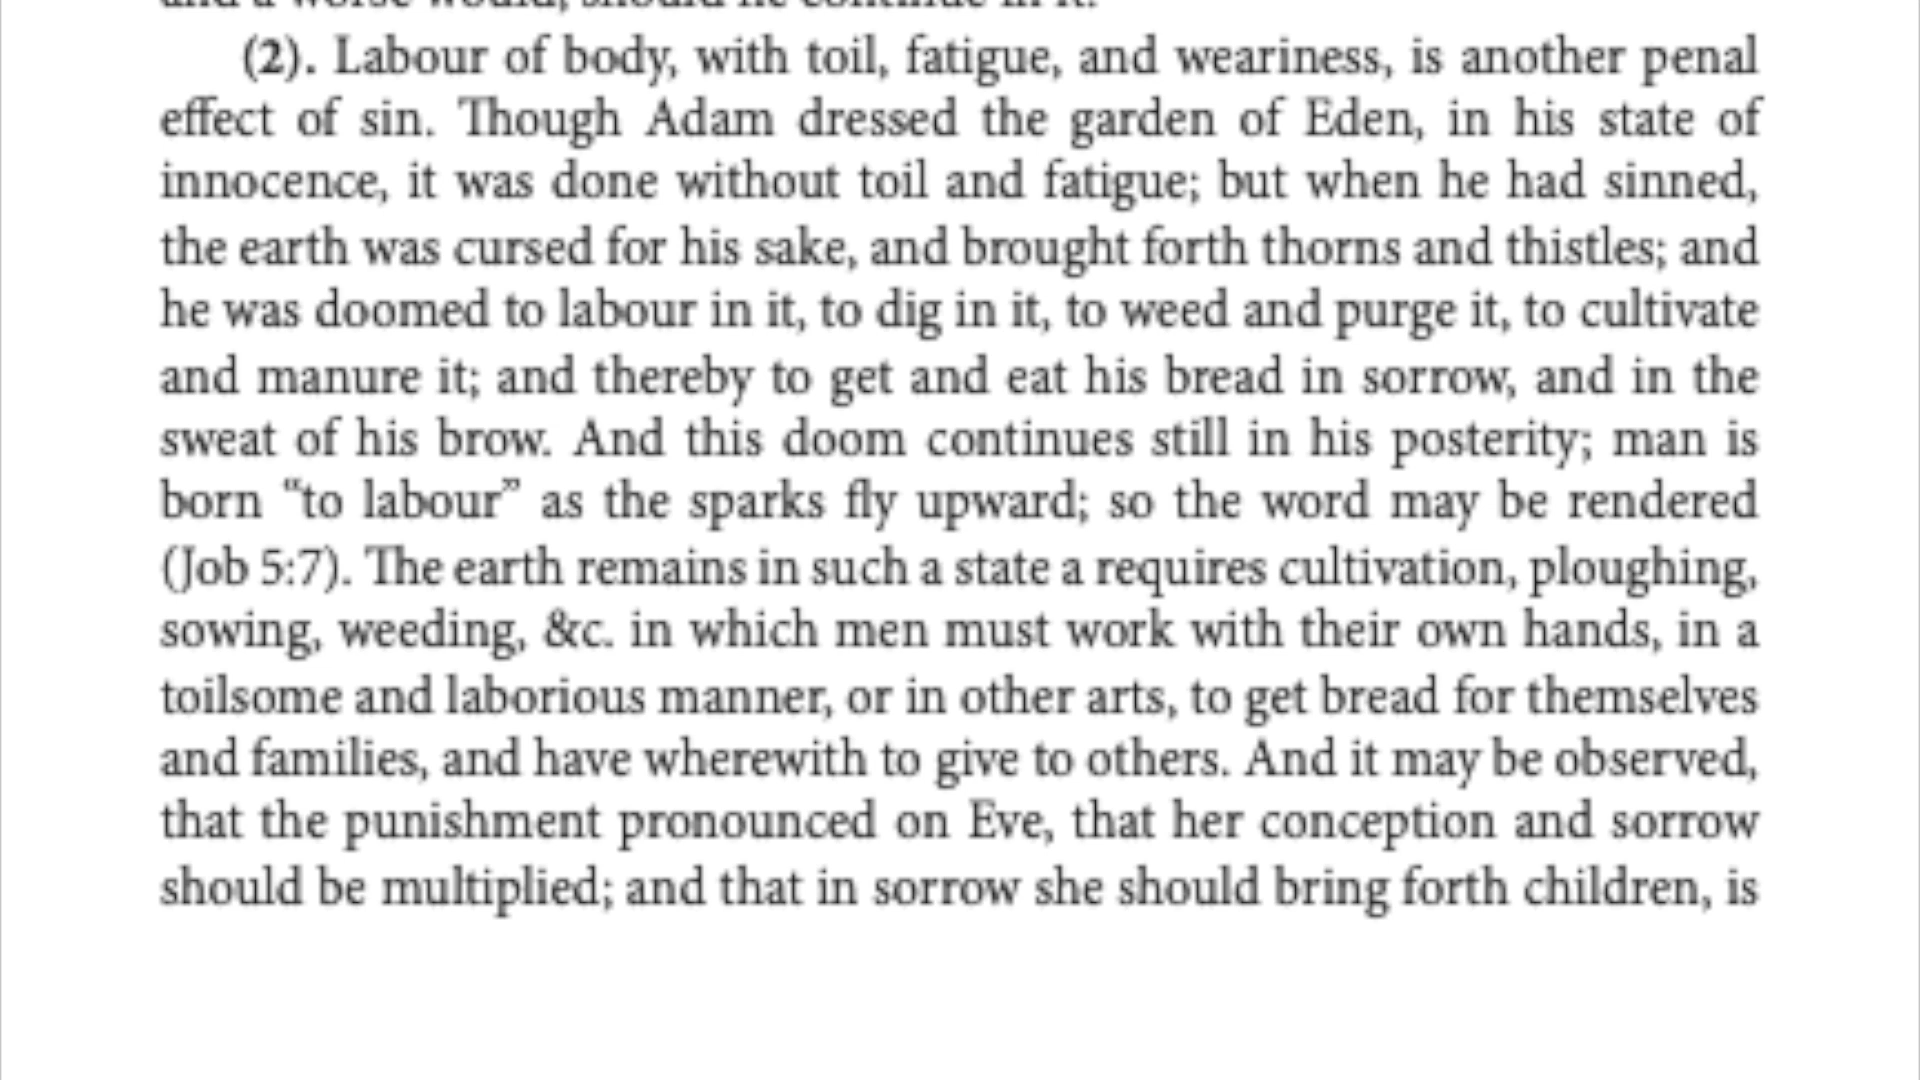 (2). Labour of body, with toil, fatigue, and weariness, is another penal
effect of sin. Though Adam dressed the garden of Eden, in his state of
innocence, it was done without toil and fatigue; but when he had sinned,
the earth was cursed for his sake, and brought forth thorns and thistles; and
he was doomed to labour in it, to dig in it, to weed and purge it, to cultivate
and manure it; and thereby to get and eat his bread in sorrow, and in the
sweat of his brow. And this doom continues still in his posterity; man is
born “to labour” as the sparks fly upward; so the word may be rendered
(Job 5:7). The earth remains in such a state a requires cultivation, ploughing,
sowing, weeding, &c. in which men must work with their own hands, in a
toilsome and laborious manner, or in other arts, to get bread for themselves
and families, and have wherewith to give to others. And it may be observed,
that the punishment pronounced on Eve, that her conception and sorrow
should be multiplied; and that in sorrow she should bring forth children, is